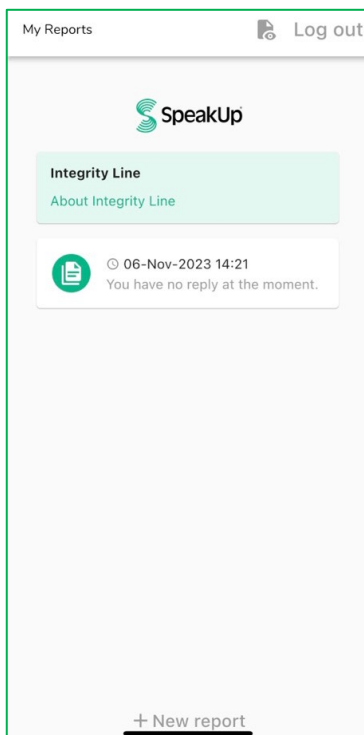 My Reports
Log out
SpeakUp
Integrity Line
About Integrity Line
06-Nov-2023 14:21
You have no reply at the moment.
+ New report